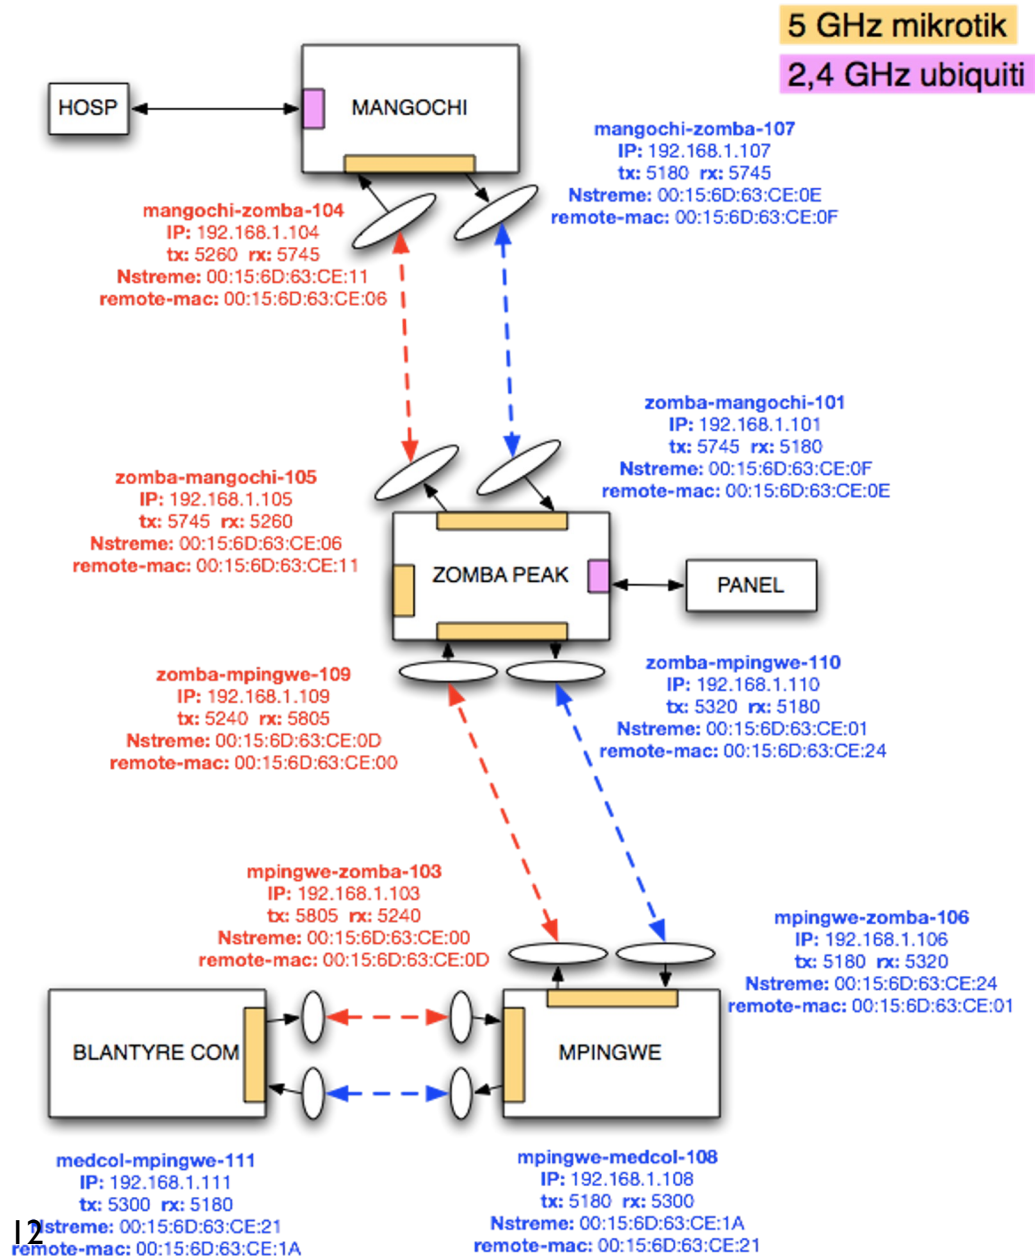 5 GHz mikrotik
2,4 GHz ubiquiti
HOSP
MANGOCHI
mangochi-zomba-107
IP: 192.168.1.107
tx: 5180 rx: 5745
Nstreme: 00:15:6D:63:CE:0E
remote-mac: 00:15:6D:63:CE:0F
mangochi-zomba-104
IP: 192.168.1.104
tx: 5260 rx: 5745
Nstreme: 00:15:6D:63:CE:11
remote-mac: 00:15:6D:63:CE:06
zomba-mangochi-101
IP: 192.168.1.101
tx: 5745 rx: 5180
Nstreme: 00:15:6D:63:CE:0F
remote-mac: 00:15:6D:63:CE:0E
zomba-mangochi-105
IP: 192.168.1.105
tx: 5745 rx: 5260
Nstreme: 00:15:6D:63:CE:06
remote-mac: 00:15:6D:63:CE:11
ZOMBA PEAK
PANEL
zomba-mpingwe-109
IP: 192.168.1.109
tx: 5240 rx: 5805
Nstreme: 00:15:6D:63:CE:0D
remote-mac: 00:15:6D:63:CE:00
zomba-mpingwe-110
IP: 192.168.1.110
tx: 5320 rx: 5180
Nstreme: 00:15:6D:63:CE:01
remote-mac: 00:15:6D:63:CE:24
mpingwe-zomba-103
IP: 192.168.1.103
tx: 5805 rx: 5240
Nstreme: 00:15:6D:63:CE:00
remote-mac: 00:15:6D:63:CE:0D
mpingwe-zomba-106
IP: 192.168.1.106
tx: 5180 rx: 5320
Nstreme: 00:15:6D:63:CE:24
remote-mac: 00:15:6D:63:CE:01
BLANTYRE COM
MPINGWE
medcol-mpingwe-111
IP: 192.168.1.111
tx: 5300 rx: 5180
Nstreme: 00:15:6D:63:CE:21
remote-mac: 00:15:6D:63:CE:1A
mpingwe-medcol-108
IP: 192.168.1.108
tx: 5180 rx: 5300
Nstreme: 00:15:6D:63:CE:1A
remote-mac: 00:15:6D:63:CE:21
12